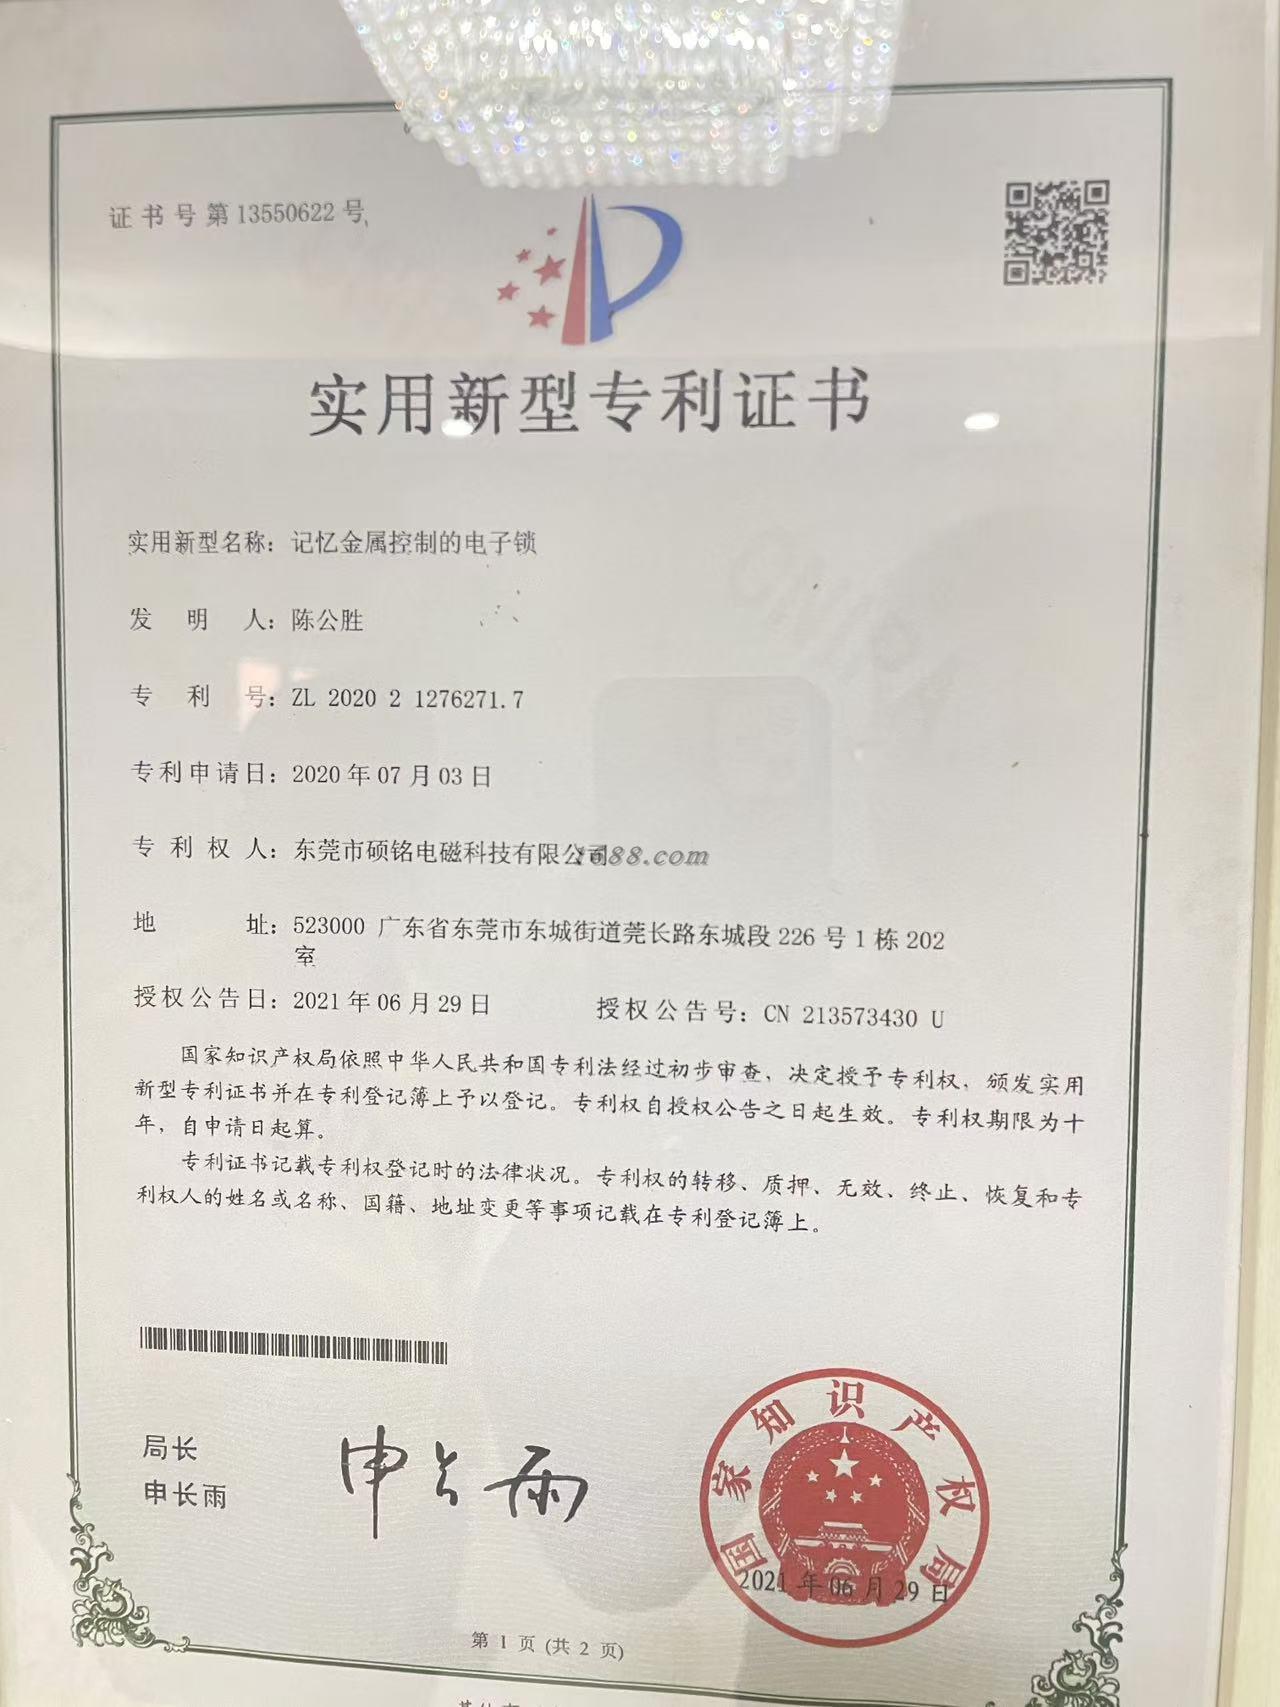 证书号第13550622号
实用新型专利证书
实用新型名称：记忆金属控制的电子锁
发明人：陈公胜
专利号：ZL 2020 2 1276271.7
专利申请日：2020年07月03日
专利权人：东莞市硕铭电磁科技有限公司
1688.com
地址：523000 广东省东莞市东城街道莞长路东城段226号1栋202
室
授权公告日：2021年06月29日 授权公告号：CN 213573430 U
国家知识产权局依照中华人民共和国专利法经过初步审查，决定授予专利权，颁发实用
新型专利证书并在专利登记簿上予以登记。专利权自授权公告之日起生效。专利权期限为十
年，自申请日起算。
专利证书记载专利权登记时的法律状况。专利权的转移、质押、无效、终止、恢复和专
利权人的姓名或名称、国籍、地址变更等事项记载在专利登记簿上。
局长
申长雨
申长雨
国家知识产权局
2021年06月29日
第 1 页 (共 2 页)